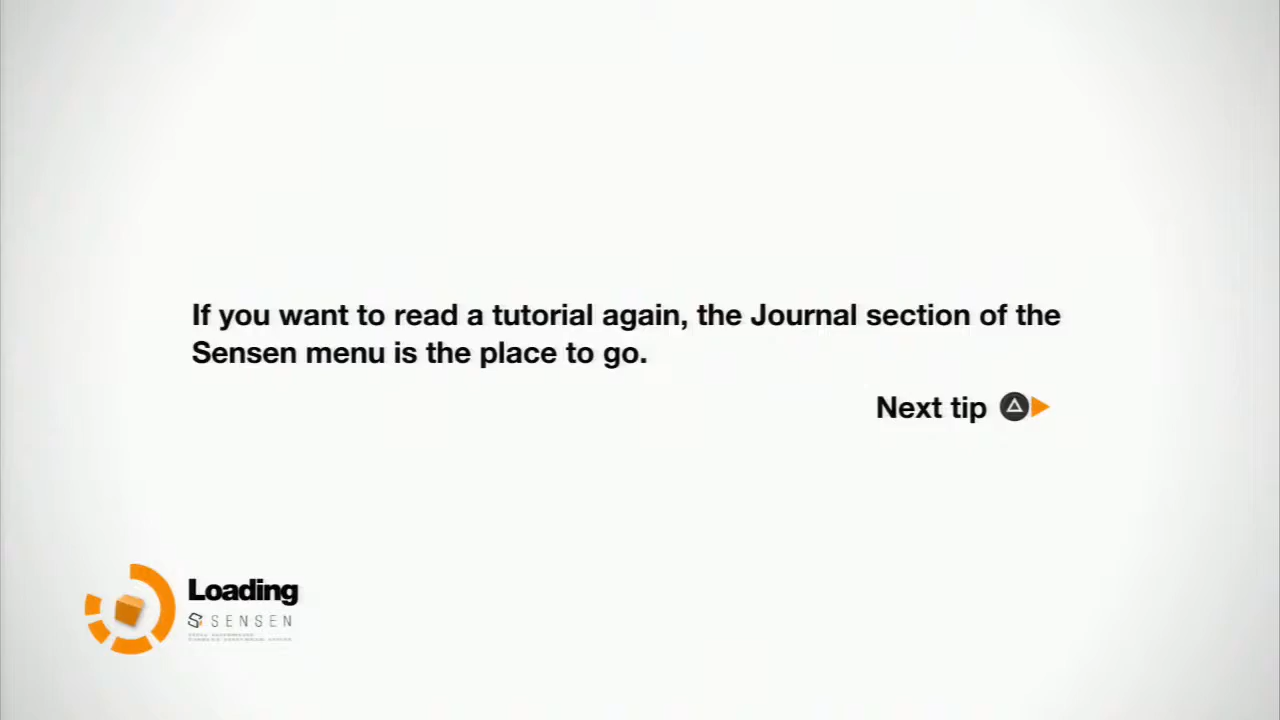 If you want to read a tutorial again, the Journal section of the
Sensen menu is the place to go.
Next tip
Loading
SENSEN